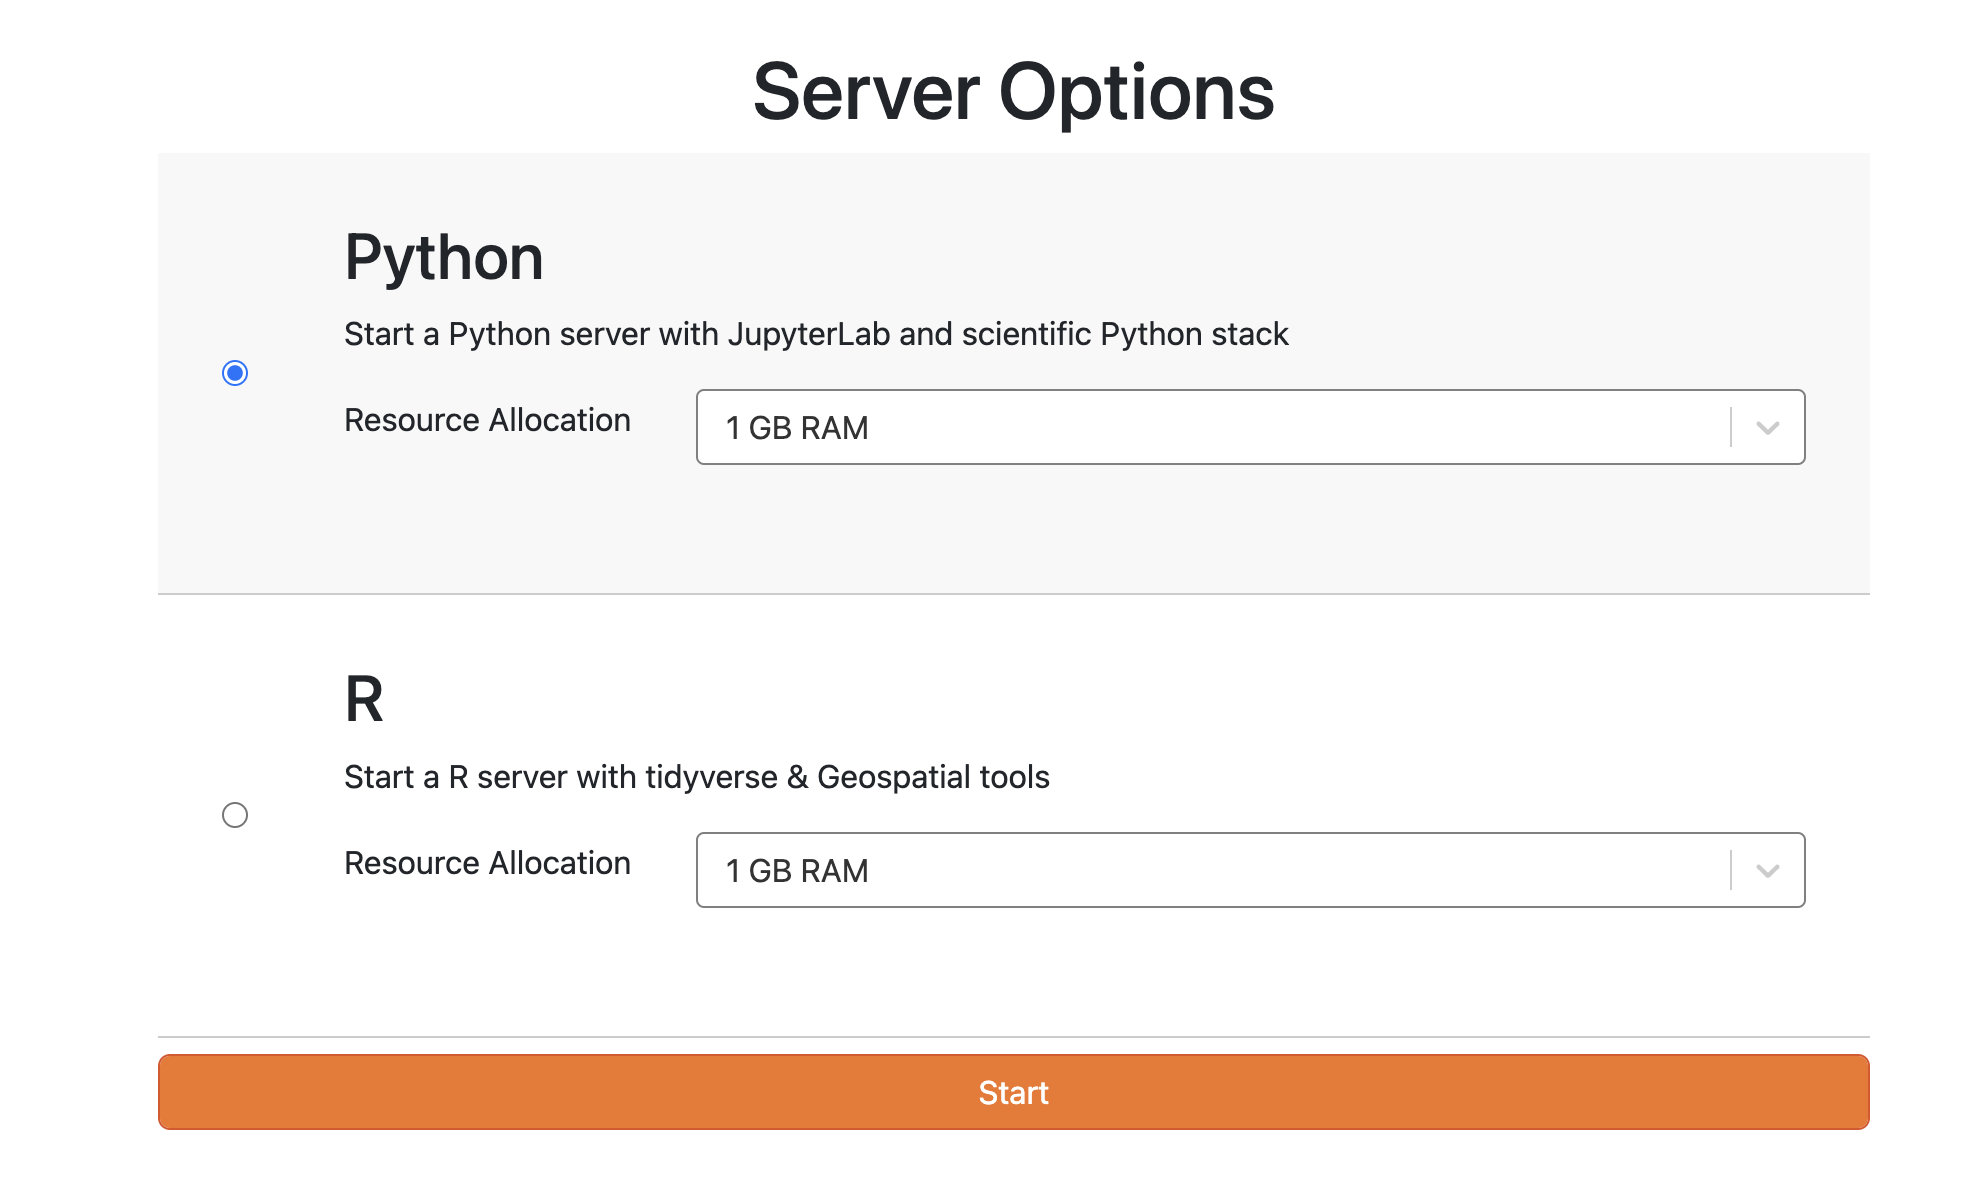 Server Options
Python
Start a Python server with JupyterLab and scientific Python stack
Resource Allocation
1 GB RAM
R
Start a R server with tidyverse & Geospatial tools
Resource Allocation
1 GB RAM
Start